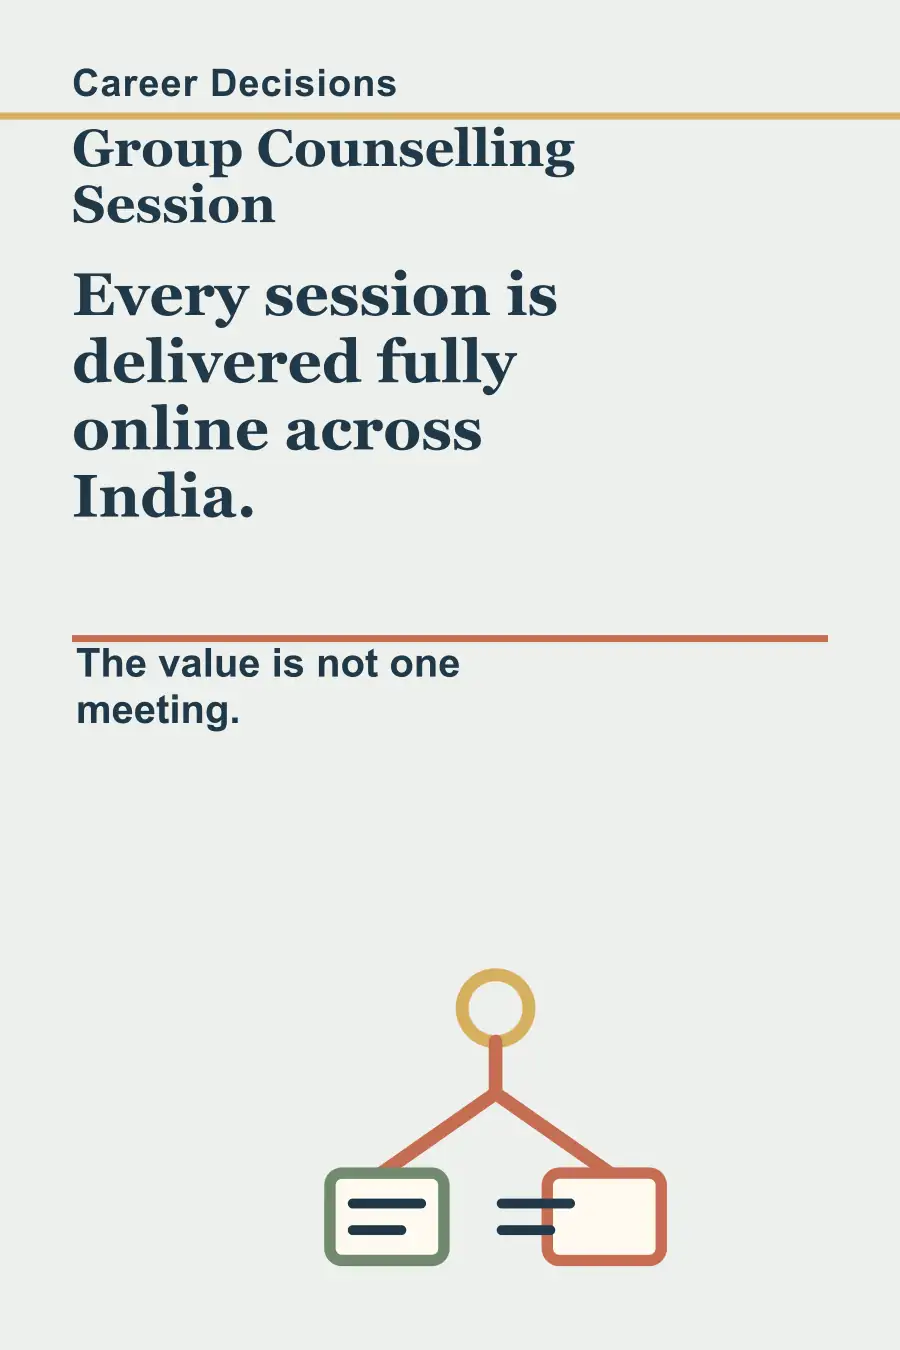 Career Decisions
Group Counselling
Session
Every session is
delivered fully
online across
India.
The value is not one
meeting.